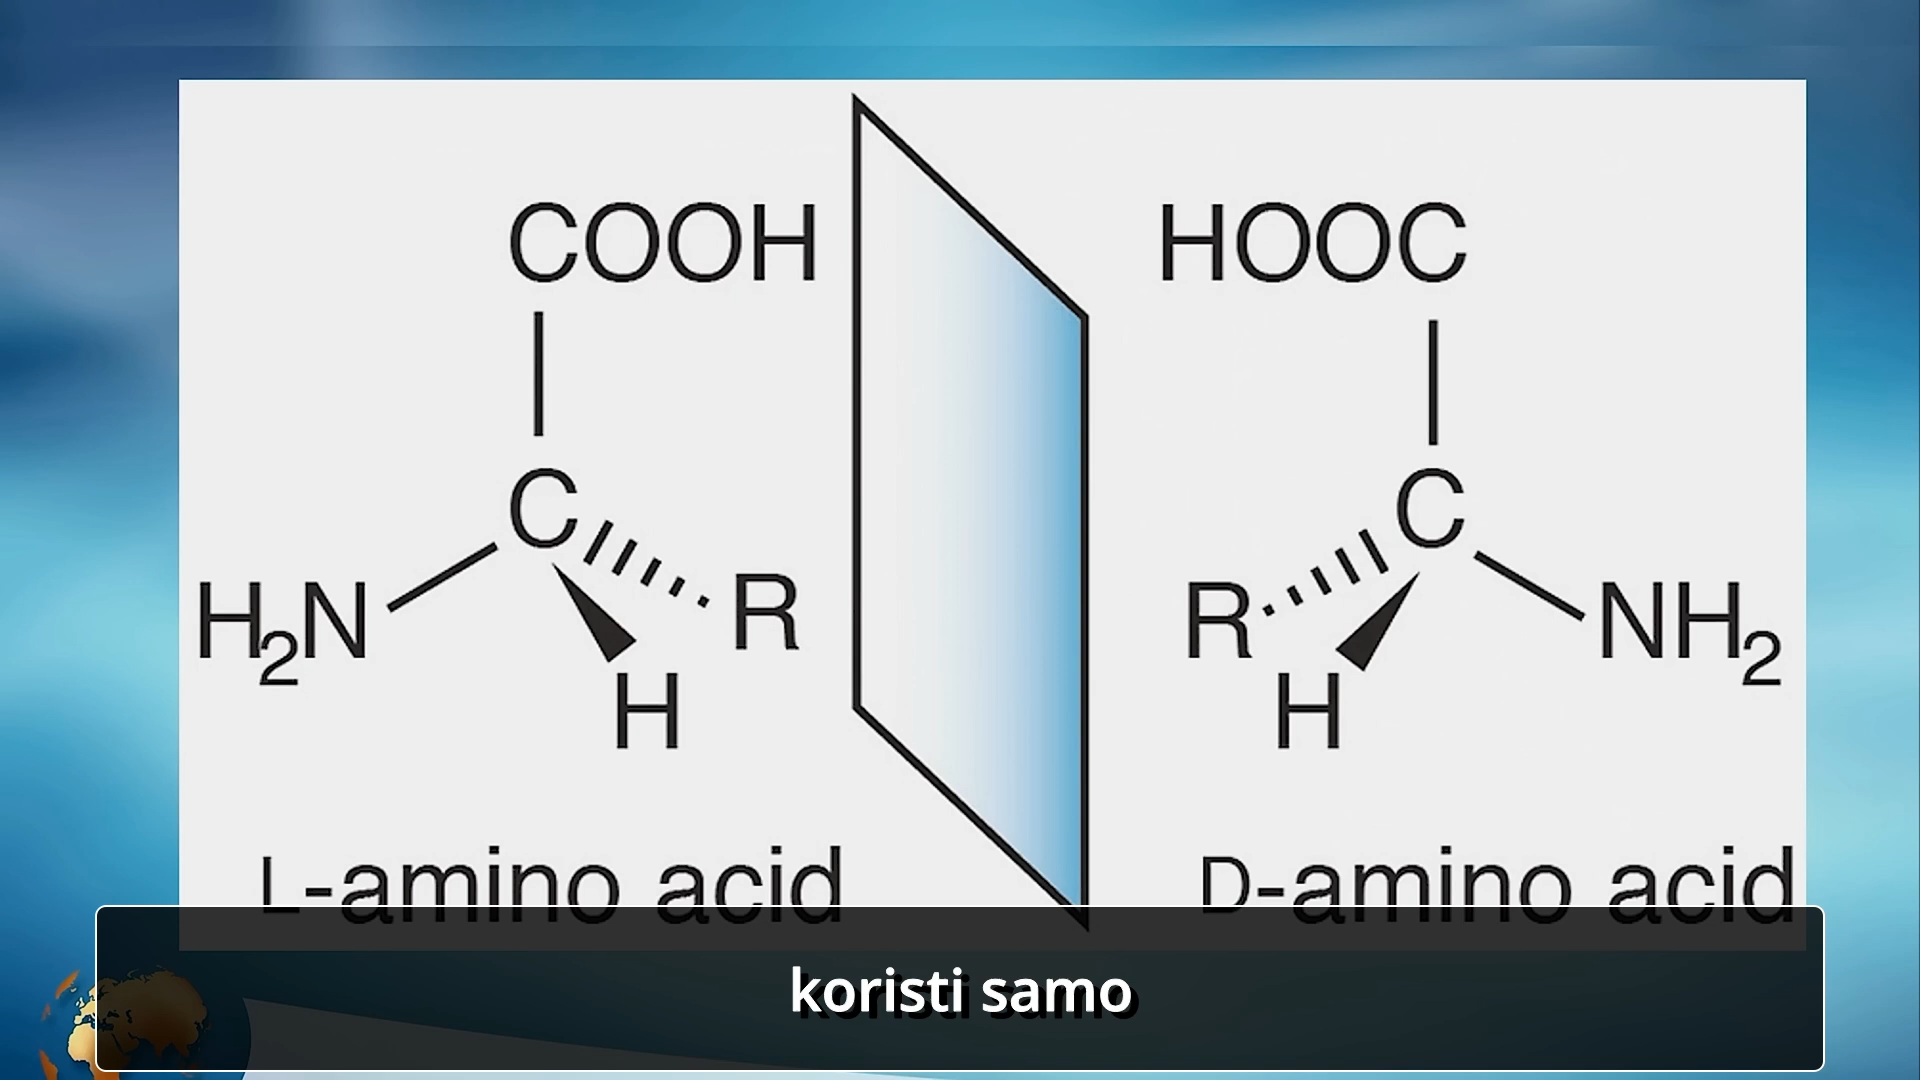 COOH
HOOC
C
C
H₂N
R
R
NH₂
H
H
L-amino acid
D-amino acid
koristi samo